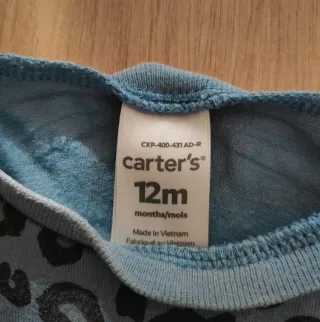 CXP-400-431 AD-R
carter's®
12m
months/mois
Made in Vietnam
Fabriqué au Vietnam